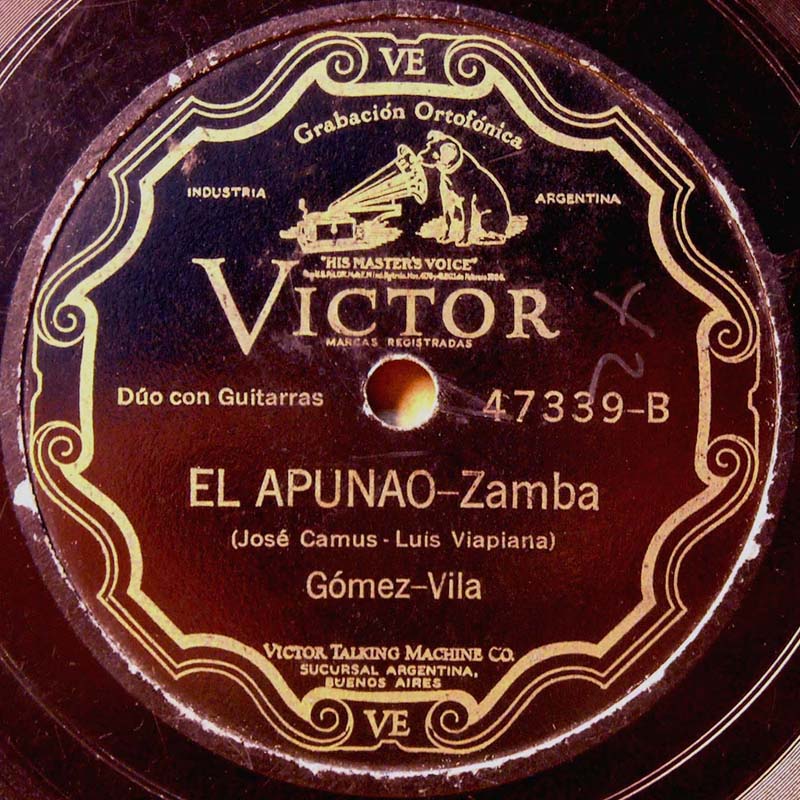 VE
Grabación Ortofónica
INDUSTRIA
ARGENTINA
"HIS MASTER'S VOICE"
VICTOR
MARCAS REGISTRADAS
Dúo con Guitarras
47339-B
EL APUNAO-Zamba
(José Camus - Luis Viapiana)
Gómez-Vila
VICTOR TALKING MACHINE CO.
SUCURSAL ARGENTINA,
BUENOS AIRES
VE